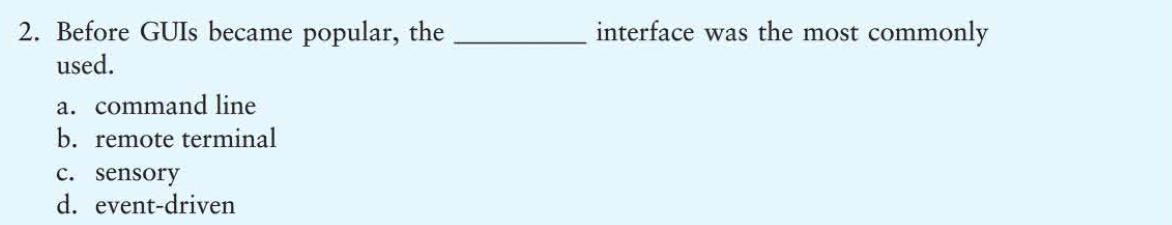 2. Before GUIs became popular, the __________ interface was the most commonly
used.
a. command line
b. remote terminal
c. sensory
d. event-driven